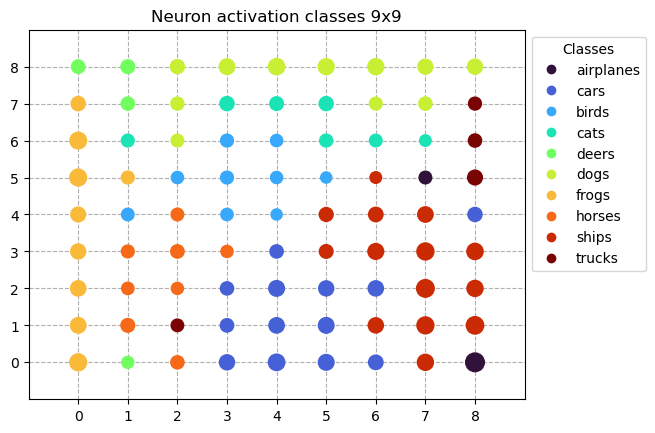 Neuron activation classes 9x9
Classes
airplanes
cars
birds
cats
deers
dogs
frogs
horses
ships
trucks
8
7
6
5
4
3
2
1
0
0 1 2 3 4 5 6 7 8